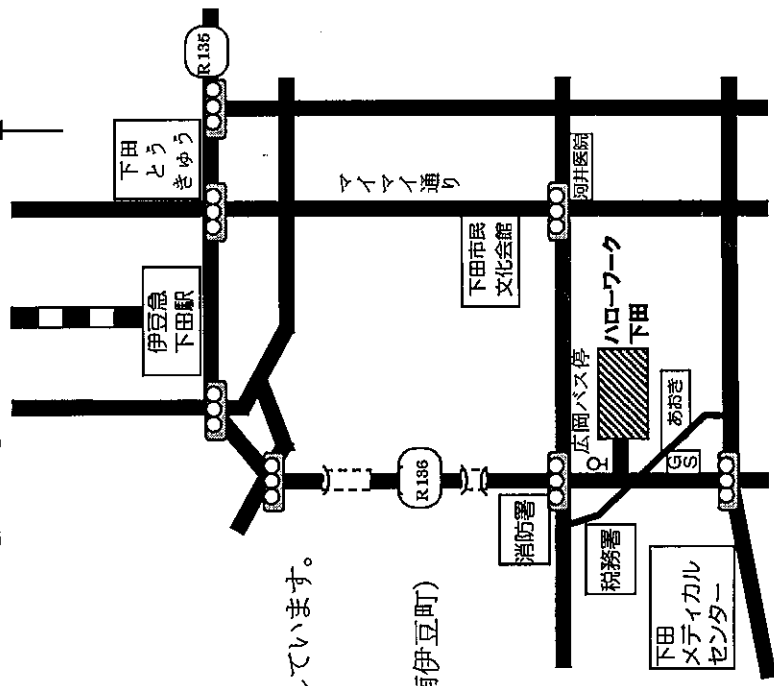 R135
下田
とう
きゅう
伊豆急
下田駅
マイマイ通り
ています。
R136
伊豆町)
下田市民
文化会館
河井医院
消防署
広岡バス停
ハローワーク
下田
税務署
GS
あおき
下田
メディカル
センター